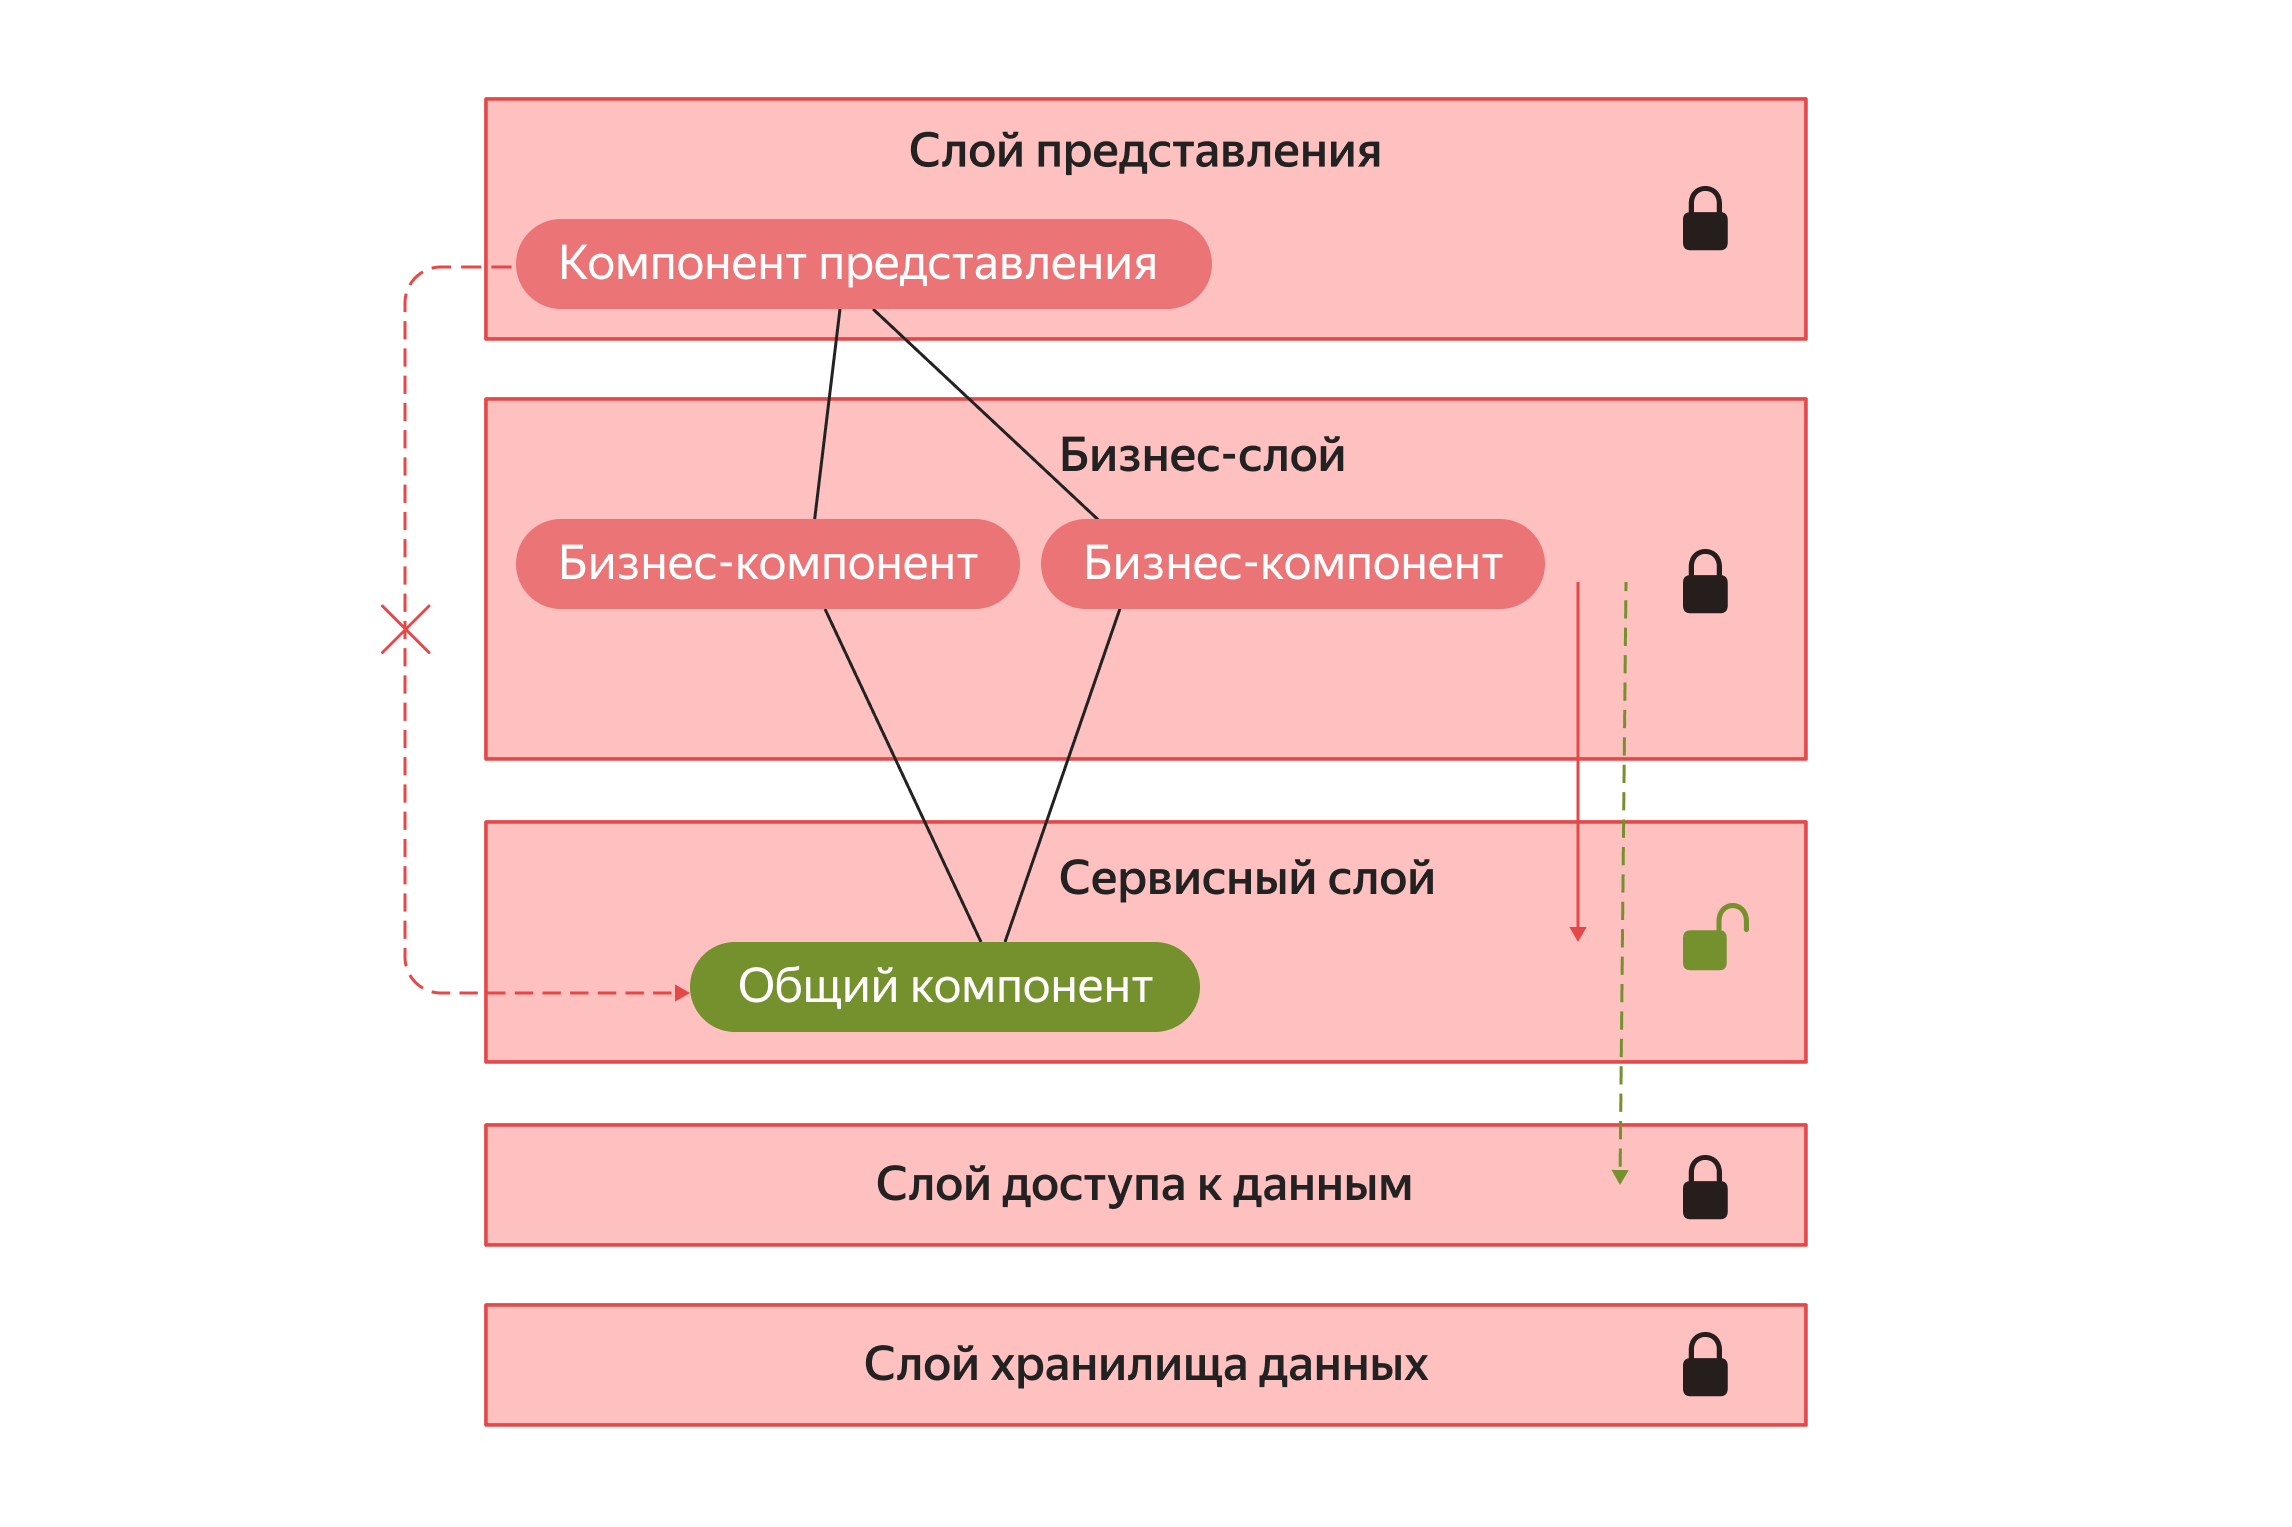 Слой представления
Компонент представления
Бизнес-слой
Бизнес-компонент
Бизнес-компонент
Сервисный слой
Общий компонент
Слой доступа к данным
Слой хранилища данных